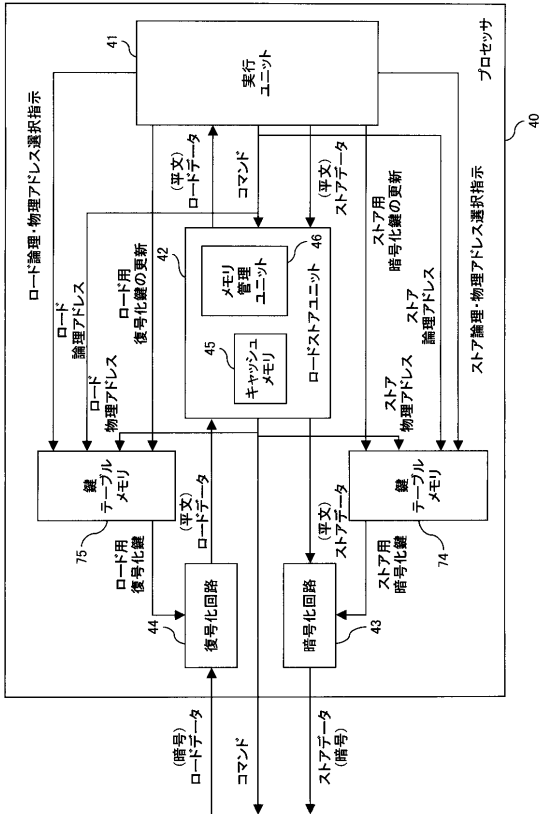 プロセッサ
40
41
実行
ユニット
ロード論理・物理アドレス選択指示
ロード
論理アドレス
ロード用
復号化鍵の更新
ロード
物理アドレス
(平文)
ロードデータ
コマンド
(平文)
ストアデータ
ストア用
暗号化鍵の更新
ストア
論理アドレス
ストア
物理アドレス
ストア論理・物理アドレス選択指示
42
メモリ
管理
ユニット
46
45
キャッシュ
メモリ
ロードストアユニット
鍵
テーブル
メモリ
75
ロード用
復号化鍵
(平文)
ロードデータ
(平文)
ストアデータ
鍵
テーブル
メモリ
74
ストア用
暗号化鍵
44
復号化回路
暗号化回路
43
(暗号)
ロードデータ
コマンド
ストアデータ
(暗号)